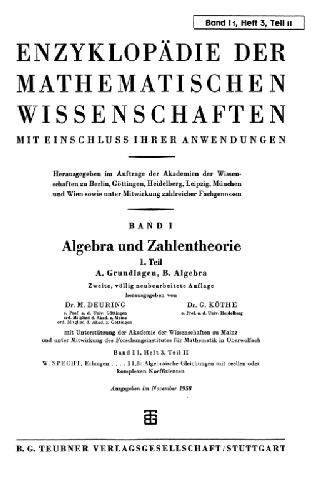 Band I 1, Heft 3, Teil II
ENZYKLOPÄDIE DER
MATHEMATISCHEN
WISSENSCHAFTEN
MIT EINSCHLUSS IHRER ANWENDUNGEN
Herausgegeben im Auftrage der Akademien der Wissen-
schaften zu Berlin, Göttingen, Heidelberg, Leipzig, München
und Wien sowie unter Mitwirkung zahlreicher Fachgenossen
BAND I
Algebra und Zahlentheorie
1. Teil
A. Grundlagen, B. Algebra
Zweite, völlig neubearbeitete Auflage
herausgegeben von
Dr. M. DEURING Dr. G. KÖTHE
o. Prof. a. d. Univ. Göttingen o. Prof. a. d. Univ. Heidelberg
ord. Mitglied d. Akad. z. Mainz
ord. Mitglied d. Akad. z. Göttingen
mit Unterstützung der Akademie der Wissenschaften zu Mainz
und unter Mitwirkung des Forschungsinstitutes für Mathematik in Oberwolfach
Band I 1, Heft 3, Teil II
W. SPECHT, Erlangen .... Algebraische Gleichungen mit reellen oder
komplexen Koeffizienten
Ausgegeben im November 1958
B. G. TEUBNER VERLAGSGESELLSCHAFT / STUTTGART